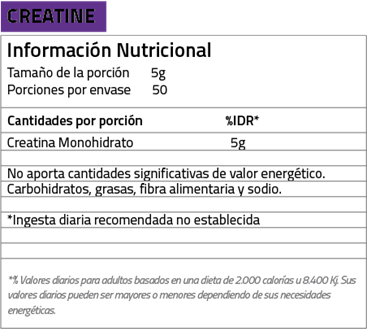 CREATINE
Información Nutricional
Tamaño de la porción 5g
Porciones por envase 50
Cantidades por porción %IDR*
Creatina Monohidrato 5g
No aporta cantidades significativas de valor energético.
Carbohidratos, grasas, fibra alimentaria y sodio.
*Ingesta diaria recomendada no establecida
*% Valores diarios para adultos basados en una dieta de 2.000 calorías u 8.400 Kj. Sus
valores diarios pueden ser mayores o menores dependiendo de sus necesidades
energéticas.